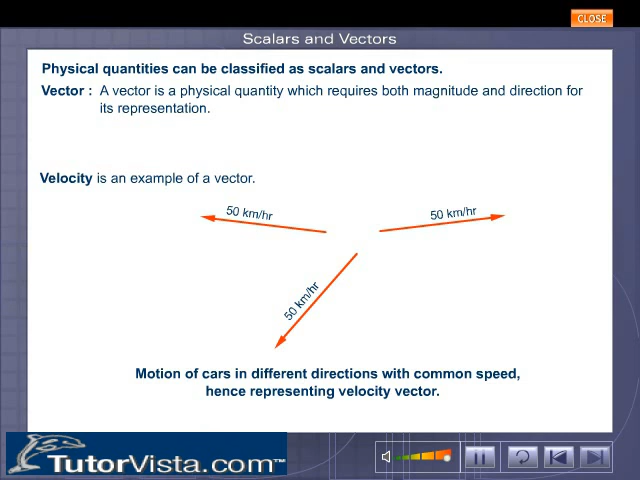 CLOSE
Scalars and Vectors
Physical quantities can be classified as scalars and vectors.
Vector : A vector is a physical quantity which requires both magnitude and direction for
its representation.
Velocity is an example of a vector.
50 km/hr
50 km/hr
50 km/hr
Motion of cars in different directions with common speed,
hence representing velocity vector.
TutorVista.com™